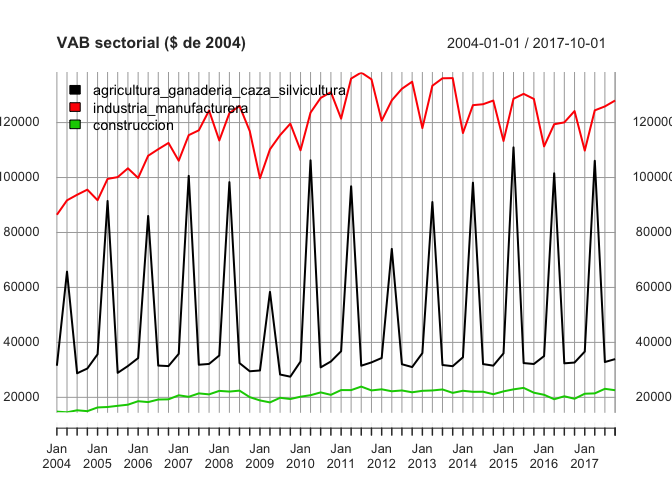 VAB sectorial ($ de 2004)
2004-01-01 / 2017-10-01
agricultura_ganaderia_caza_silvicultura
industria_manufacturera
construccion
120000 120000
100000 100000
80000 80000
60000 60000
40000 40000
20000 20000
Jan Jan Jan Jan Jan Jan Jan Jan Jan Jan Jan Jan Jan Jan
2004 2005 2006 2007 2008 2009 2010 2011 2012 2013 2014 2015 2016 2017